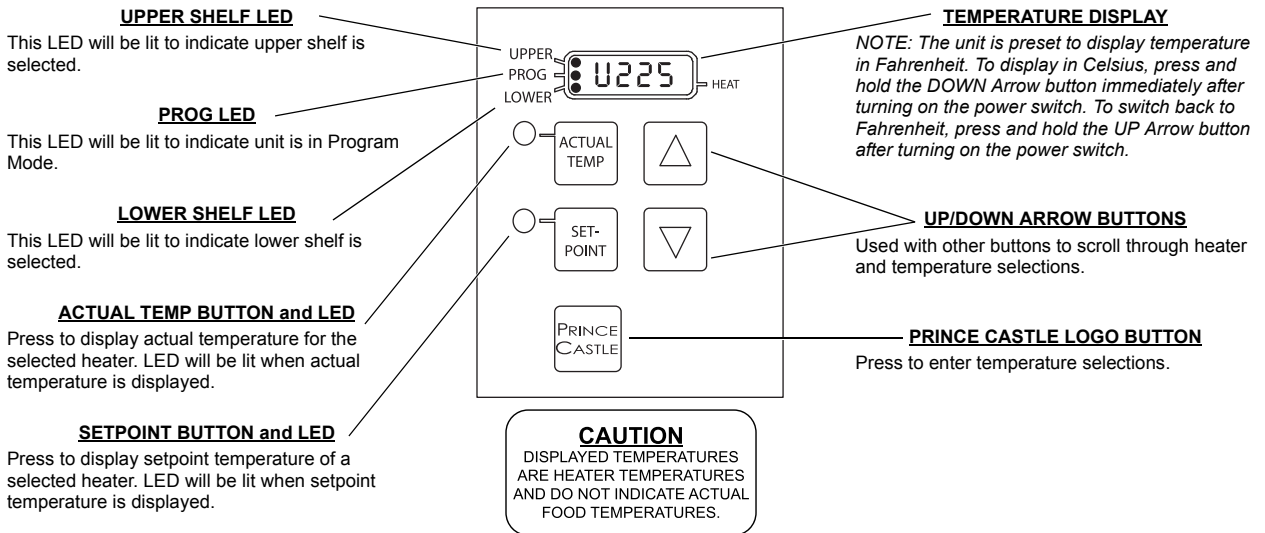 UPPER SHELF LED
This LED will be lit to indicate upper shelf is
selected.
PROG LED
This LED will be lit to indicate unit is in Program
Mode.
LOWER SHELF LED
This LED will be lit to indicate lower shelf is
selected.
ACTUAL TEMP BUTTON and LED
Press to display actual temperature for the
selected heater. LED will be lit when actual
temperature is displayed.
SETPOINT BUTTON and LED
Press to display setpoint temperature of a
selected heater. LED will be lit when setpoint
temperature is displayed.
UPPER
PROG
LOWER
U225
HEAT
ACTUAL
TEMP
SET-
POINT
PRINCE
CASTLE
CAUTION
DISPLAYED TEMPERATURES
ARE HEATER TEMPERATURES
AND DO NOT INDICATE ACTUAL
FOOD TEMPERATURES.
TEMPERATURE DISPLAY
NOTE: The unit is preset to display temperature
in Fahrenheit. To display in Celsius, press and
hold the DOWN Arrow button immediately after
turning on the power switch. To switch back to
Fahrenheit, press and hold the UP Arrow button
after turning on the power switch.
UP/DOWN ARROW BUTTONS
Used with other buttons to scroll through heater
and temperature selections.
PRINCE CASTLE LOGO BUTTON
Press to enter temperature selections.